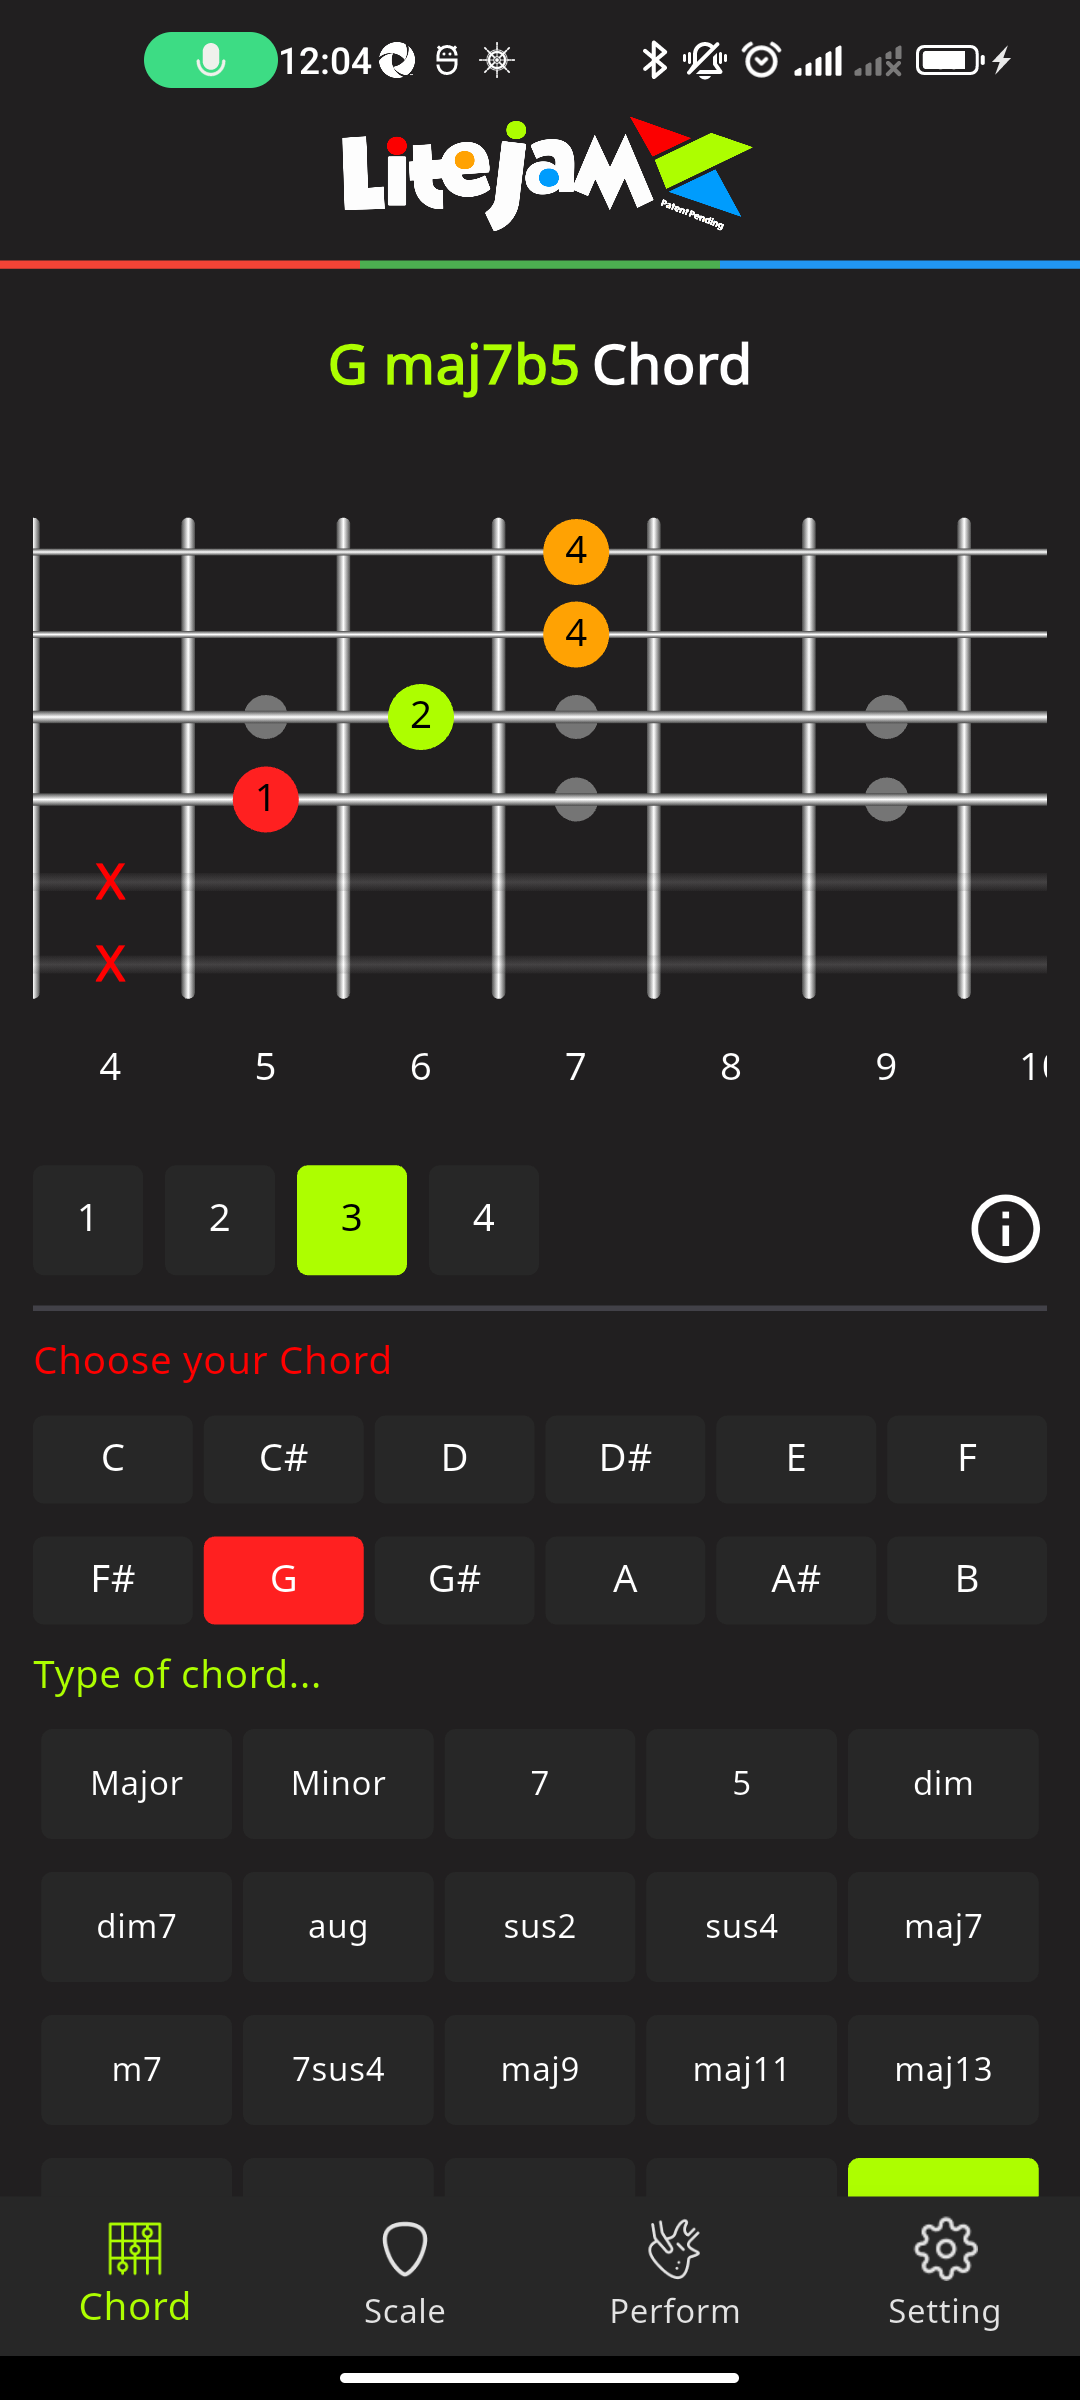 12:04
Litejam
Patent Pending
G maj7b5 Chord
4
4
2
1
X
X
4 5 6 7 8 9
1 2 3 4
Choose your Chord
C C# D D# E F
F# G G# A A# B
Type of chord...
Major Minor 7 5 dim
dim7 aug sus2 sus4 maj7
m7 7sus4 maj9 maj11 maj13
Chord Scale Perform Setting